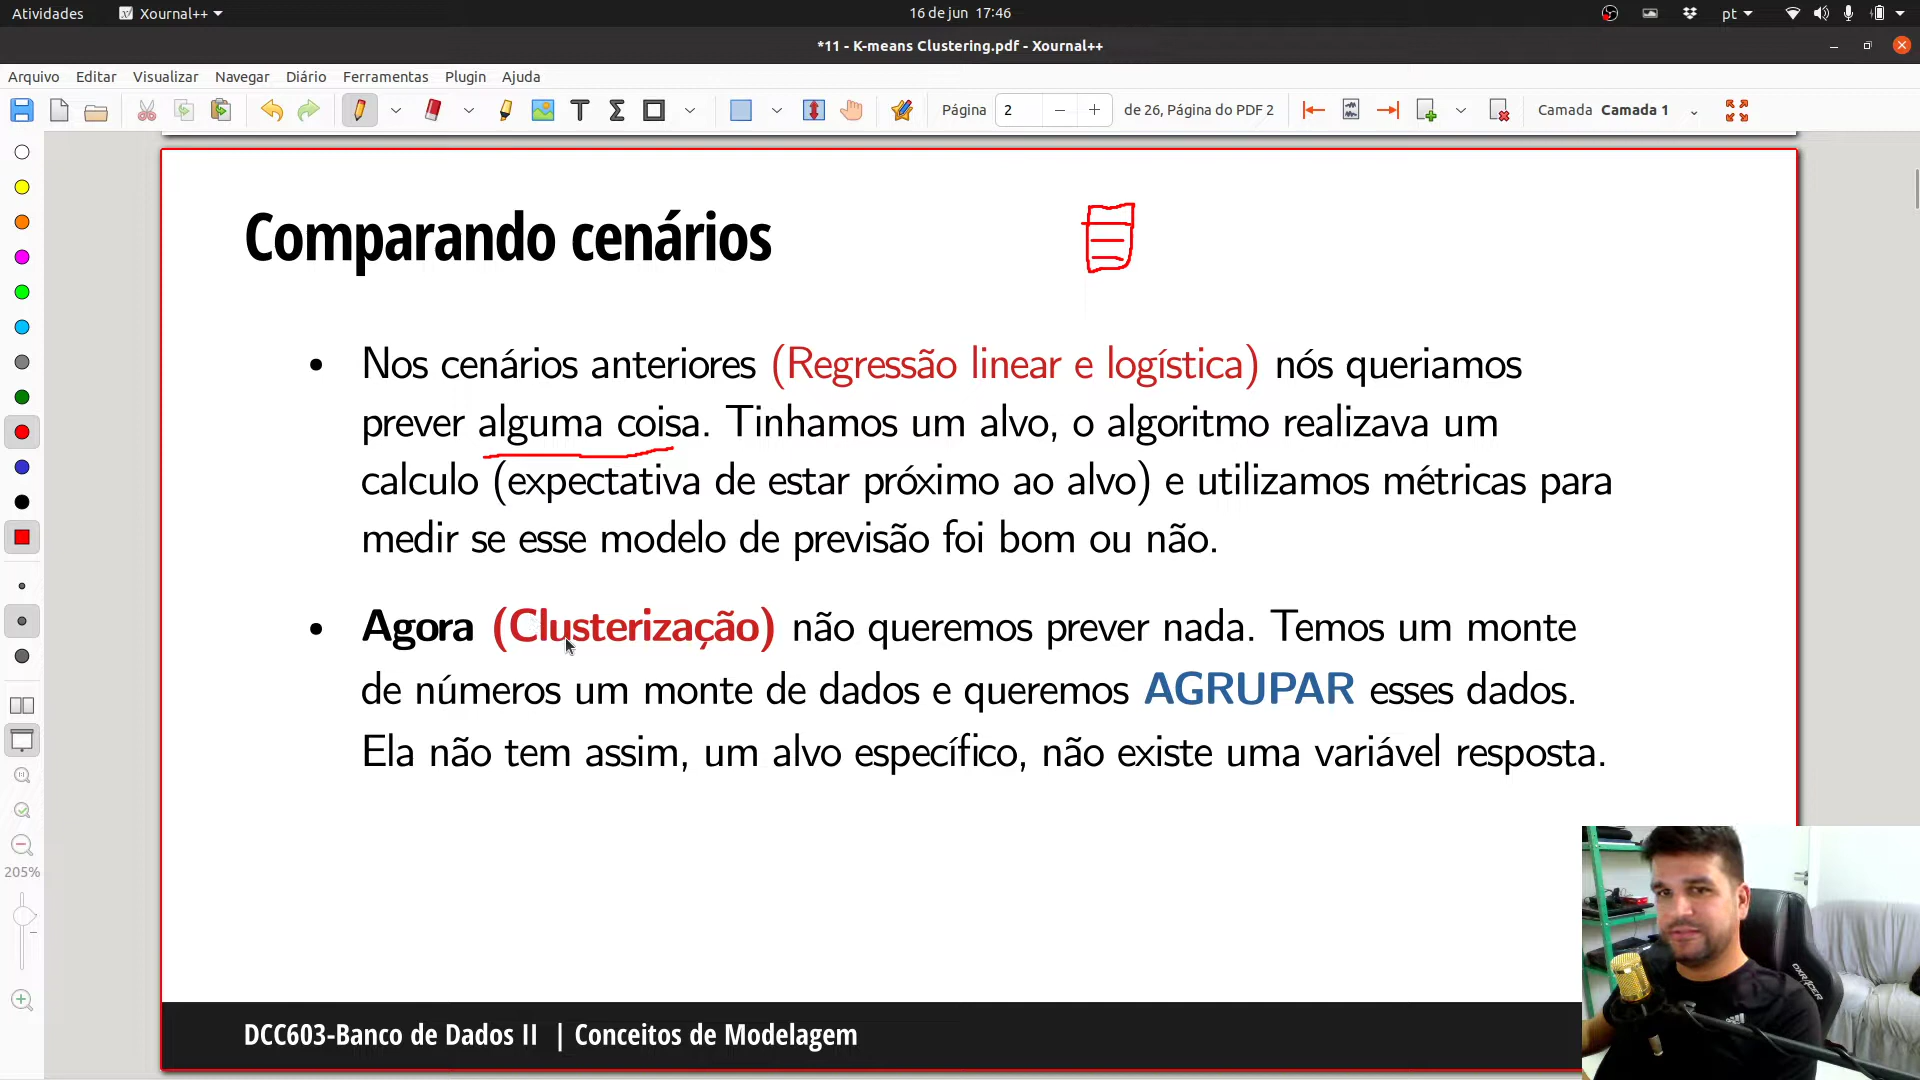 Atividades
Xournal++
16 de jun 17:46
pt
*11 - K-means Clustering.pdf - Xournal++
Arquivo Editar Visualizar Navegar Diário Ferramentas Plugin Ajuda
Página 2 de 26, Página do PDF 2 Camada Camada 1
Comparando cenários
• Nos cenários anteriores (Regressão linear e logística) nós queriamos
prever alguma coisa. Tinhamos um alvo, o algoritmo realizava um
calculo (expectativa de estar próximo ao alvo) e utilizamos métricas para
medir se esse modelo de previsão foi bom ou não.
• Agora (Clusterização) não queremos prever nada. Temos um monte
de números um monte de dados e queremos AGRUPAR esses dados.
Ela não tem assim, um alvo específico, não existe uma variável resposta.
205%
DCC603-Banco de Dados II | Conceitos de Modelagem
DXRACER